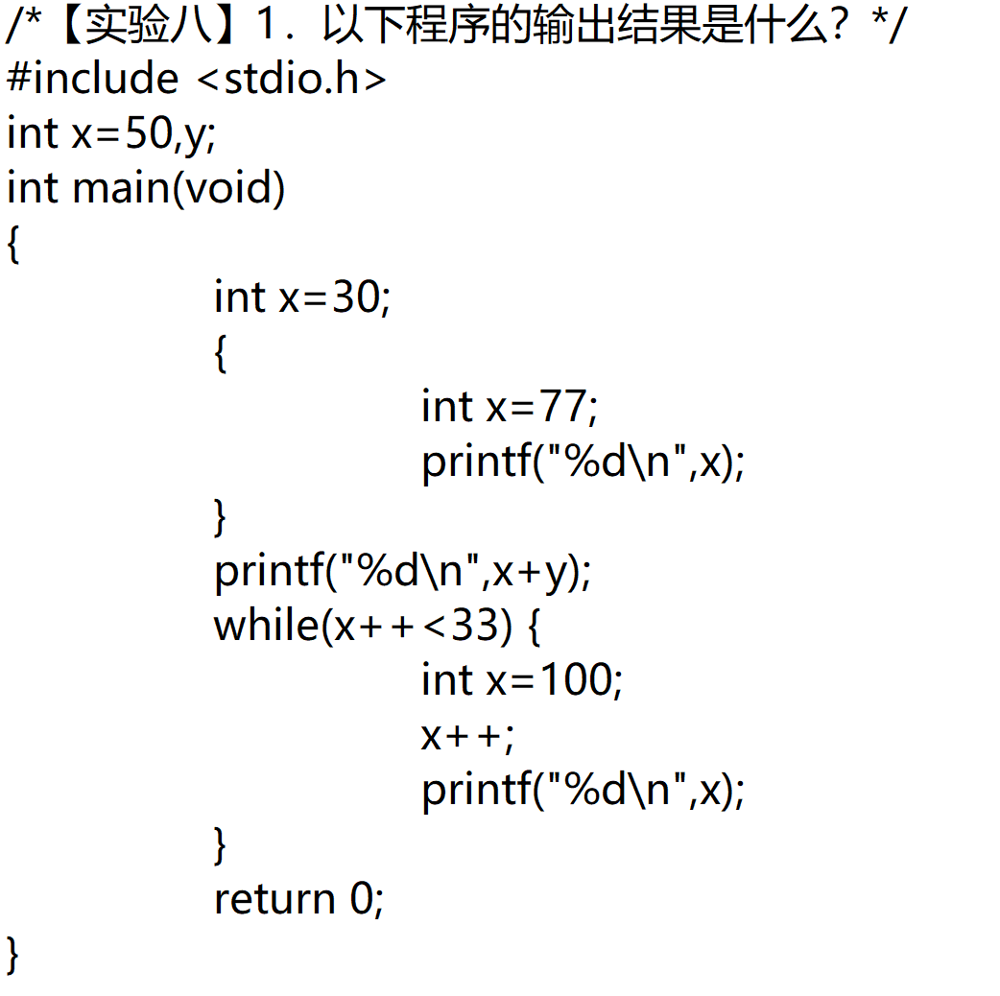 /*【实验八】1．以下程序的输出结果是什么？*/
#include <stdio.h>
int x=50,y;
int main(void)
{
int x=30;
{
int x=77;
printf("%d\n",x);
}
printf("%d\n",x+y);
while(x++<33) {
int x=100;
x++;
printf("%d\n",x);
}
return 0;
}